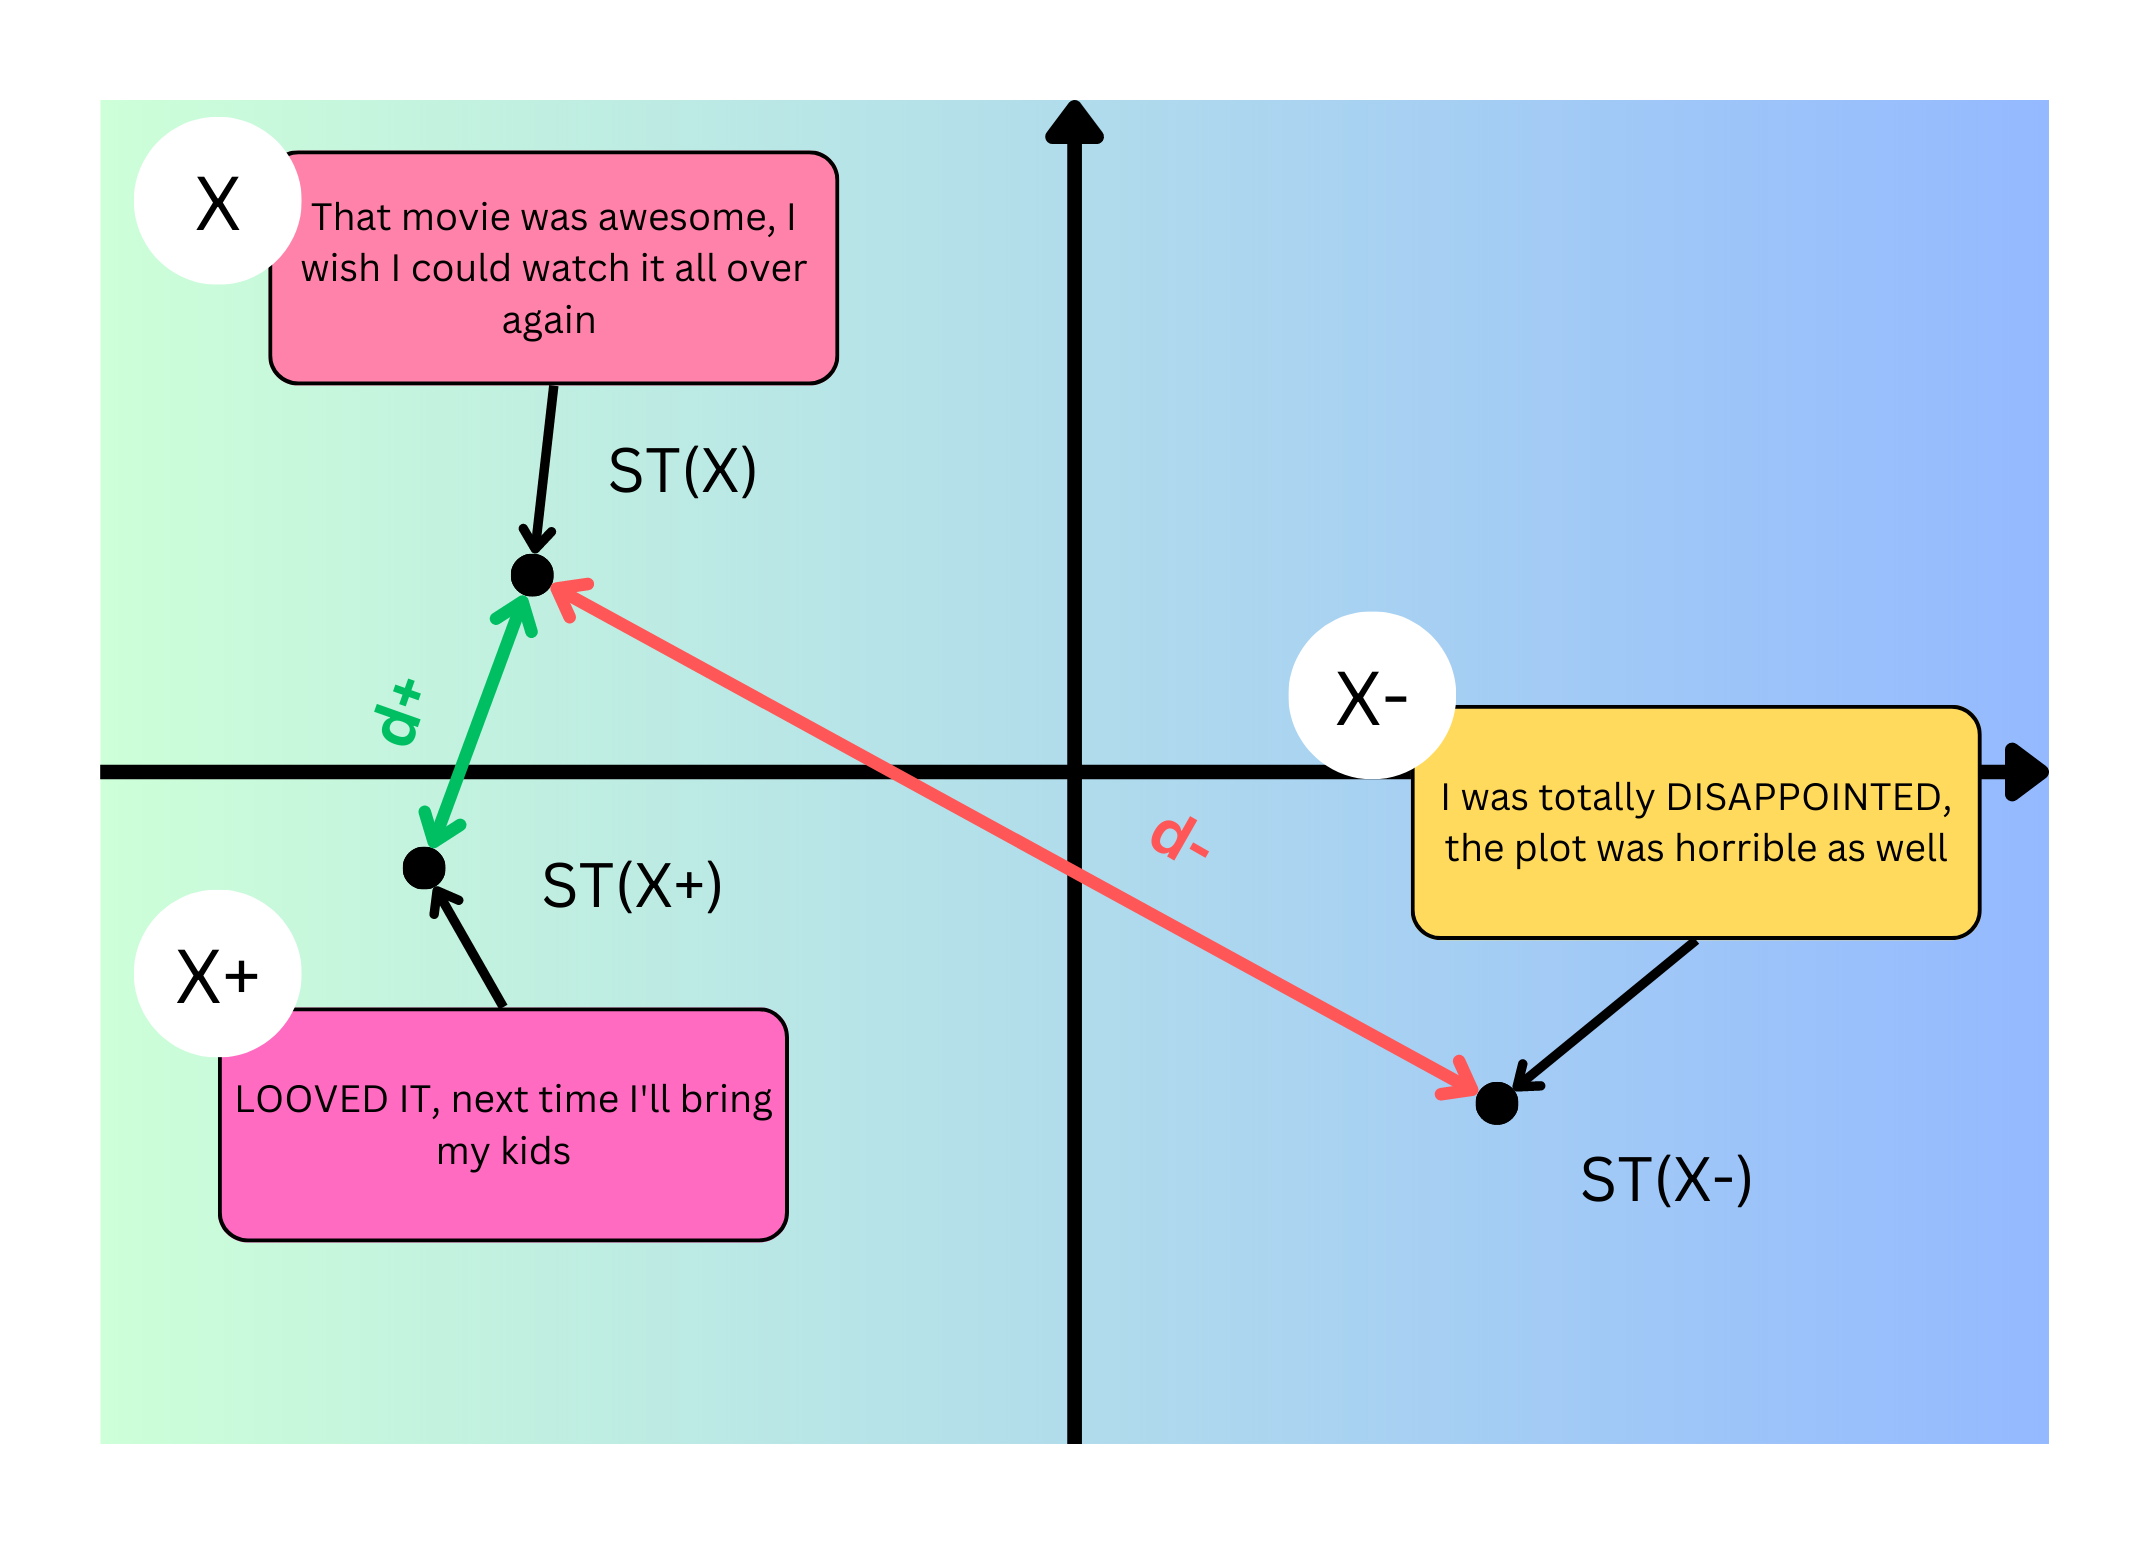 X
That movie was awesome, I
wish I could watch it all over
again
ST(X)
d+
X-
I was totally DISAPPOINTED,
the plot was horrible as well
d-
ST(X+)
X+
LOOVED IT, next time I'll bring
my kids
ST(X-)